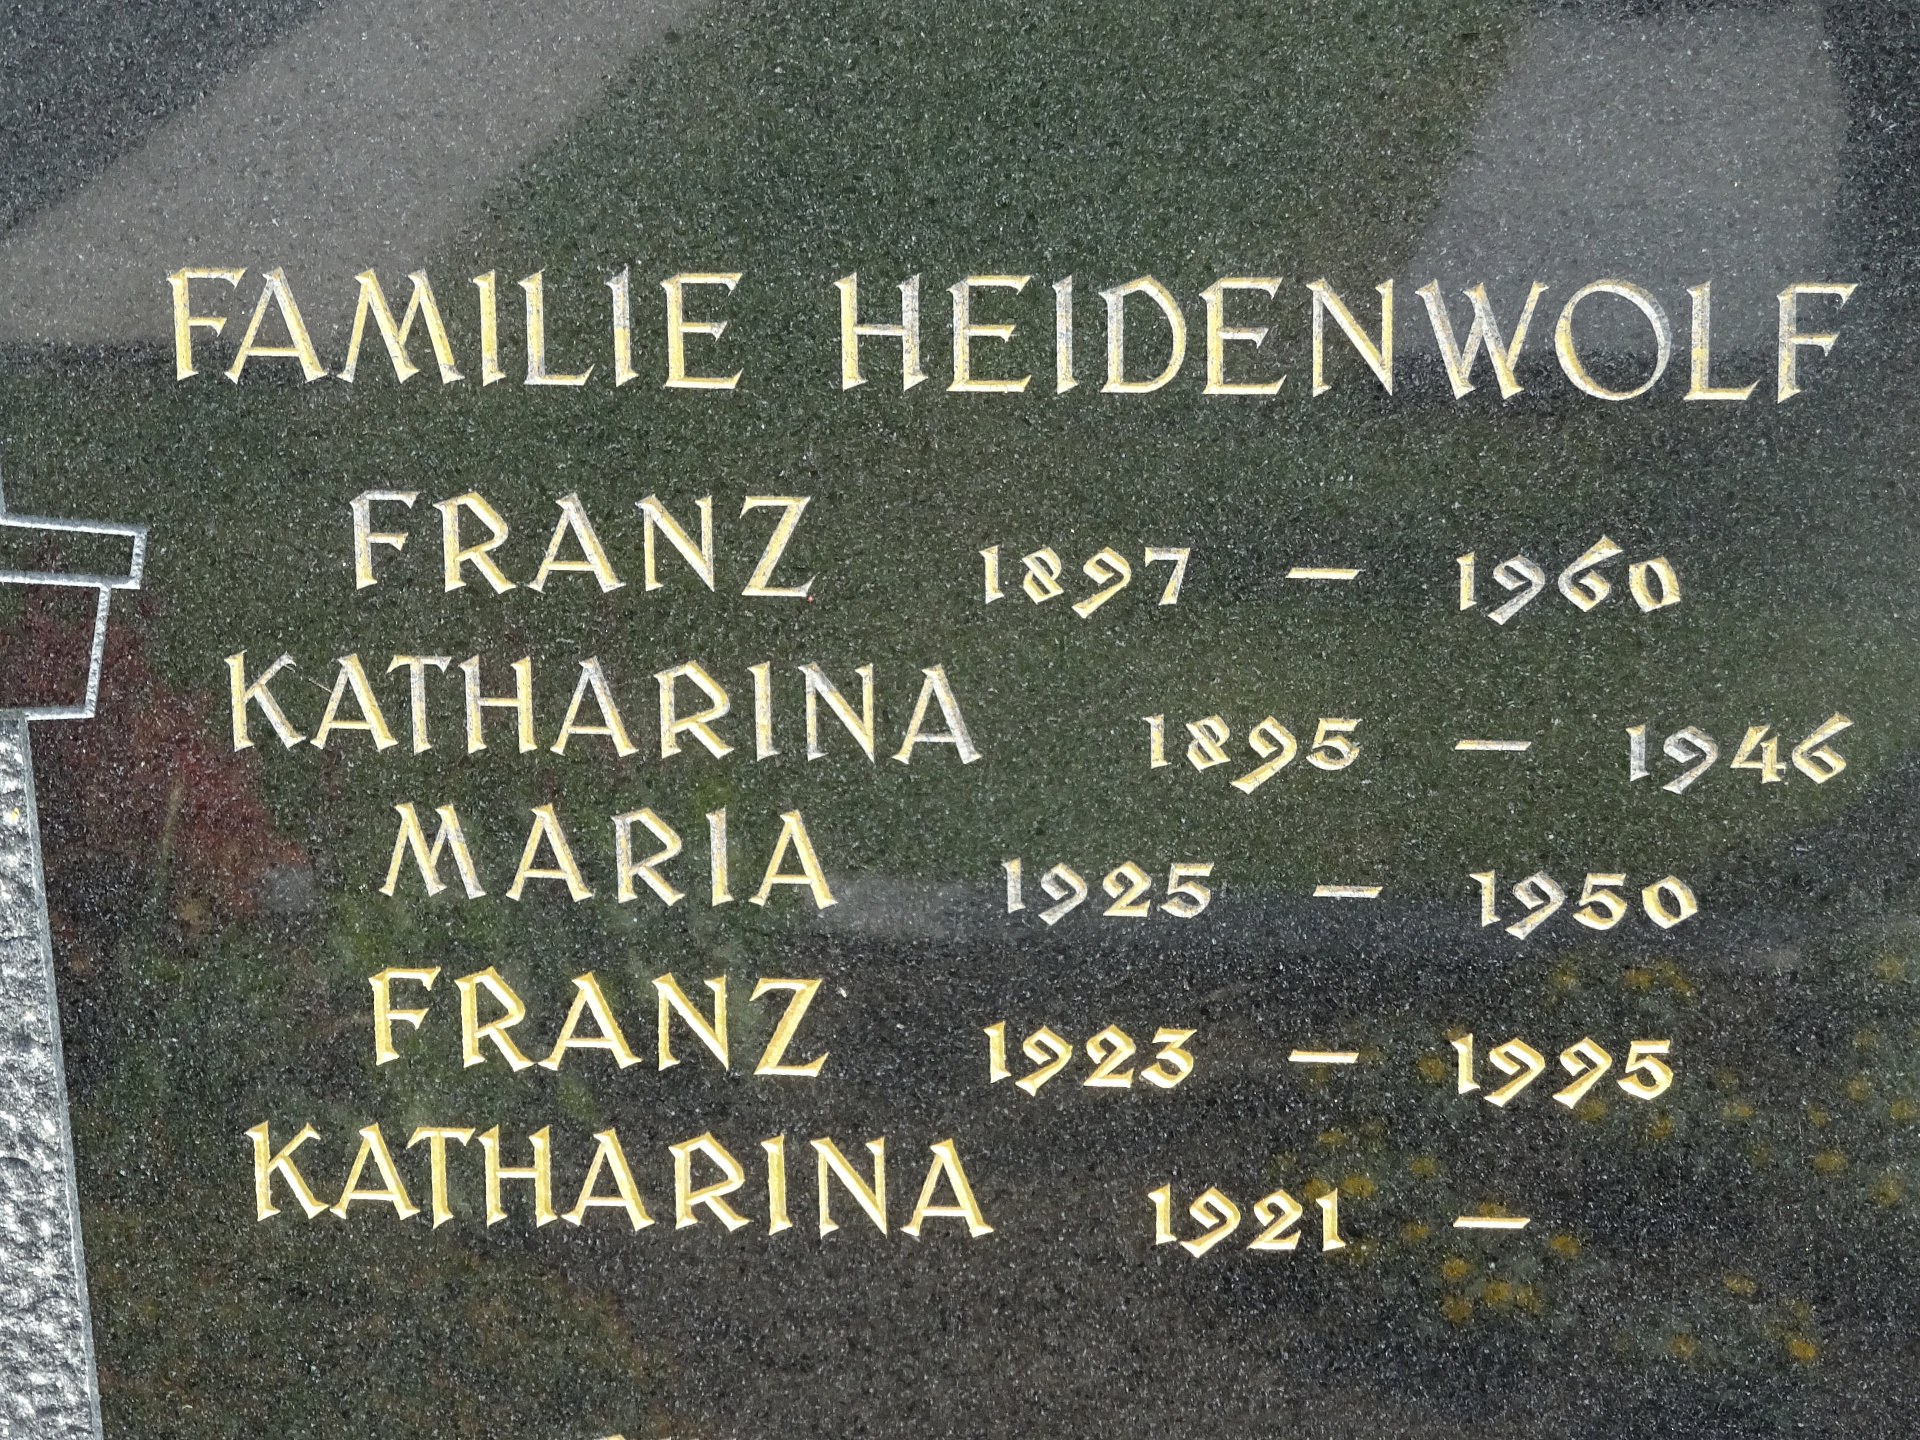 FAMILIE HEIDENWOLF
FRANZ 1897 – 1960
KATHARINA 1895 – 1946
MARIA 1925 – 1950
FRANZ 1923 – 1995
KATHARINA 1921 –